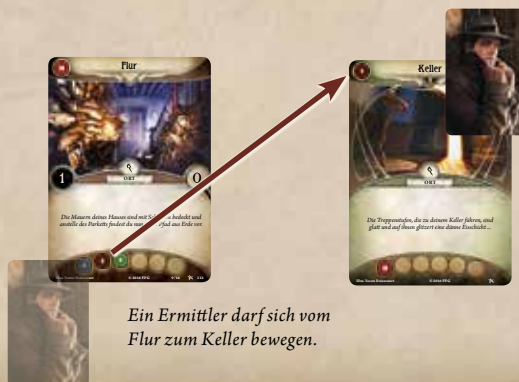 Flur
1
0
ORT
Die Mauern deines Hauses sind mit bedeckt und
anstelle des Parketts findest du nun aus Erde vor.
©2016 FFG
Keller
ORT
Die Treppenstufen, die zu deinem Keller führen, sind
glatt und auf ihnen glitzert eine dünne Eisschicht ...
©2016 FFG
Ein Ermittler darf sich vom
Flur zum Keller bewegen.